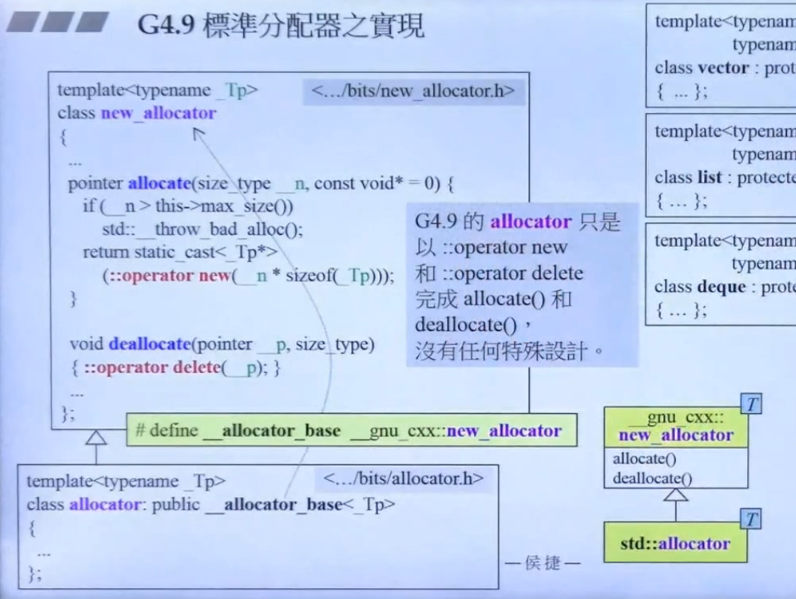 G4.9 標準分配器之實現
template<typename _Tp>
<.../bits/new_allocator.h>
class new_allocator
{
...
pointer allocate(size_type __n, const void* = 0) {
if (__n > this->max_size())
std::__throw_bad_alloc();
return static_cast<_Tp*>
(::operator new(__n * sizeof(_Tp)));
}
void deallocate(pointer __p, size_type)
{ ::operator delete(__p); }
...
};
G4.9 的 allocator 只是
以 ::operator new
和 ::operator delete
完成 allocate() 和
deallocate()，
沒有任何特殊設計。
# define __allocator_base __gnu_cxx::new_allocator
template<typename _Tp>
<.../bits/allocator.h>
class allocator: public __allocator_base<_Tp>
{
...
};
—侯捷—
template<typenam
typenam
class vector : prot
{ ... };
template<typenam
typenam
class list : protecte
{ ... };
template<typenam
typenam
class deque : prote
{ ... };
T
__gnu_cxx::
new_allocator
allocate()
deallocate()
T
std::allocator